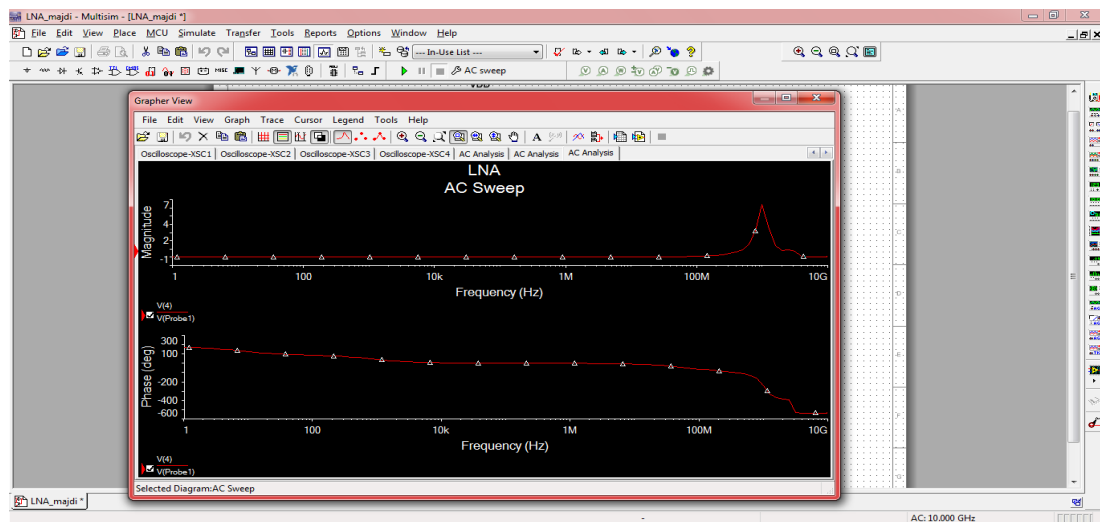 LNA_majdi - Multisim - [LNA_majdi *]
File Edit View Place MCU Simulate Transfer Tools Reports Options Window Help
--- In-Use List ---
AC sweep
VDD
Grapher View
File Edit View Graph Trace Cursor Legend Tools Help
Oscilloscope-XSC1 Oscilloscope-XSC2 Oscilloscope-XSC3 Oscilloscope-XSC4 AC Analysis AC Analysis AC Analysis
LNA
AC Sweep
Magnitude
7
4
2
-1
1 100 10k 1M 100M 10G
Frequency (Hz)
V(4)
V(Probe1)
Phase (deg)
300
100
-200
-400
-600
1 100 10k 1M 100M 10G
Frequency (Hz)
V(4)
V(Probe1)
Selected Diagram:AC Sweep
LNA_majdi *
AC: 10.000 GHz